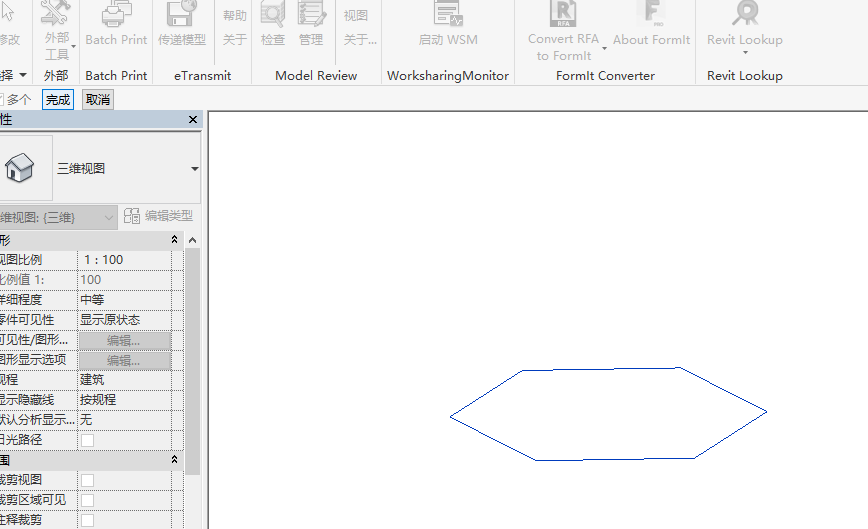 修改
外部
工具
Batch Print
传递模型
帮助
关于
检查
管理
视图
关于...
启动 WSM
Convert RFA
to FormIt
About FormIt
Revit Lookup
择
外部
Batch Print
eTransmit
Model Review
WorksharingMonitor
FormIt Converter
Revit Lookup
多个
完成
取消
性
三维视图
维视图: {三维}
编辑类型
形
视图比例
1 : 100
比例值 1:
100
详细程度
中等
零件可见性
显示原状态
可见性/图形...
编辑...
图形显示选项
编辑...
规程
建筑
显示隐藏线
按规程
默认分析显示...
无
日光路径
围
裁剪视图
裁剪区域可见
注释裁剪